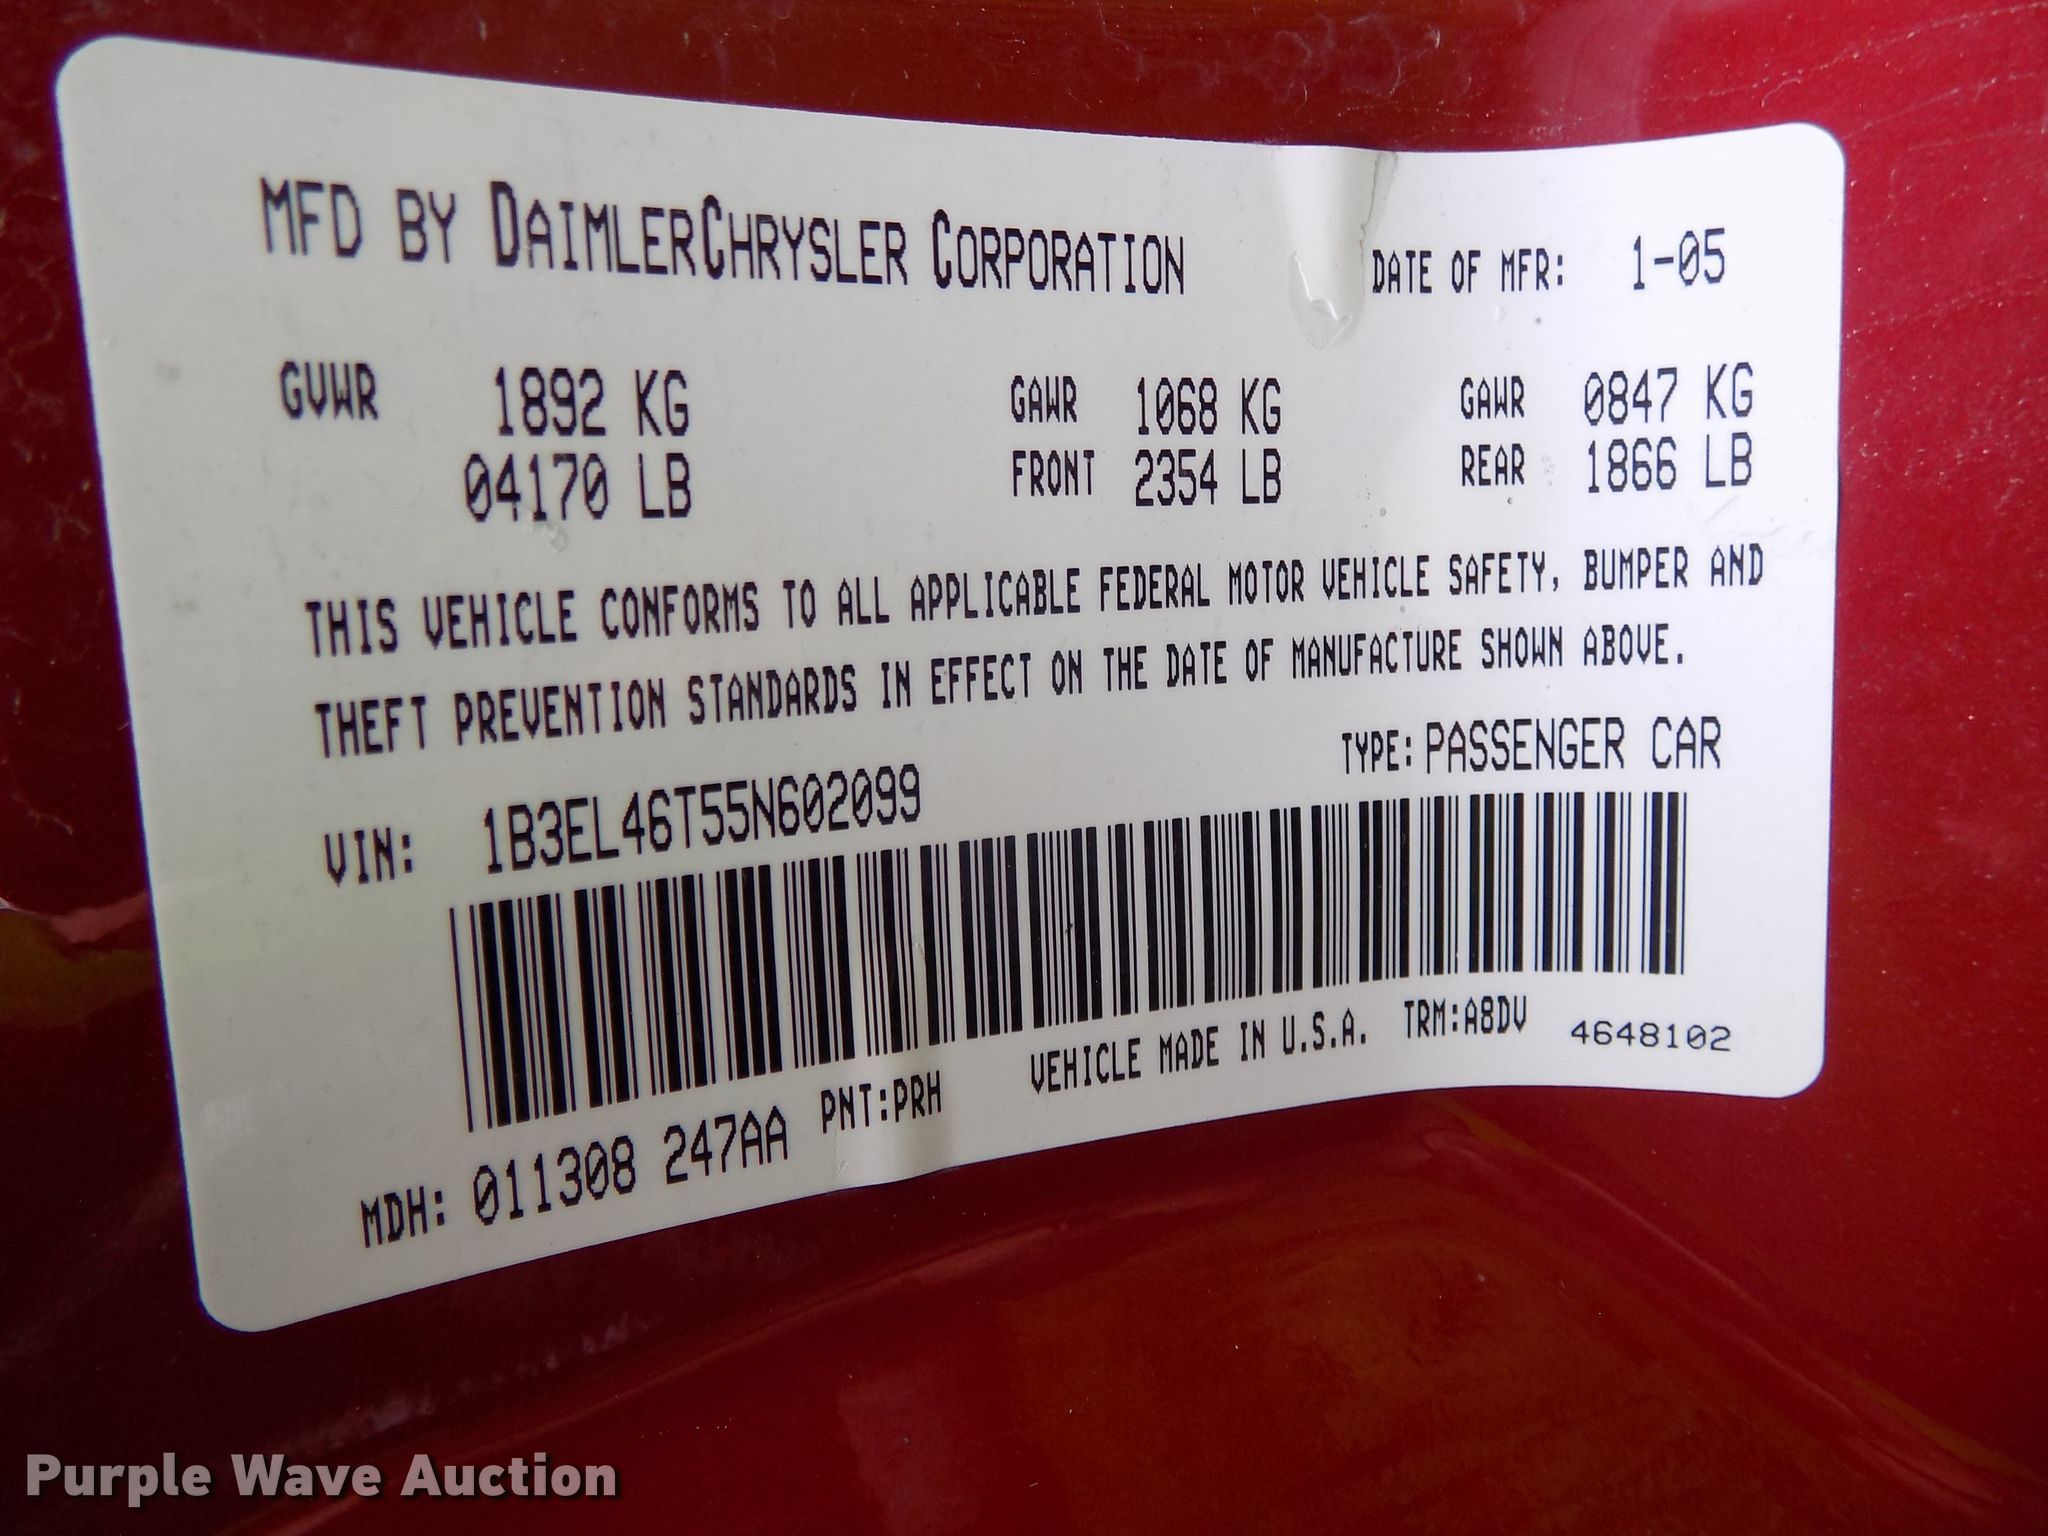 MFD BY DAIMLERCHRYSLER CORPORATION DATE OF MFR: 1-05
GVWR 1892 KG GAWR 1068 KG GAWR 0847 KG
04170 LB FRONT 2354 LB REAR 1866 LB
THIS VEHICLE CONFORMS TO ALL APPLICABLE FEDERAL MOTOR VEHICLE SAFETY, BUMPER AND
THEFT PREVENTION STANDARDS IN EFFECT ON THE DATE OF MANUFACTURE SHOWN ABOVE.
VIN: 1B3EL46T55N602099 TYPE: PASSENGER CAR
MDH: 011308 247AA PNT:PRH VEHICLE MADE IN U.S.A. TRM:A8DV 4648102
Purple Wave Auction